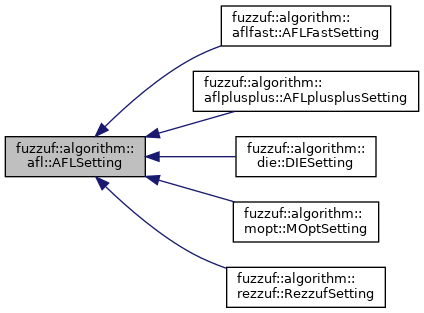 fuzzuf::algorithm::
aflfast::AFLFastSetting
fuzzuf::algorithm::
aflplusplus::AFLplusplusSetting
fuzzuf::algorithm::
afl::AFLSetting
fuzzuf::algorithm::
die::DIESetting
fuzzuf::algorithm::
mopt::MOptSetting
fuzzuf::algorithm::
rezzuf::RezzufSetting